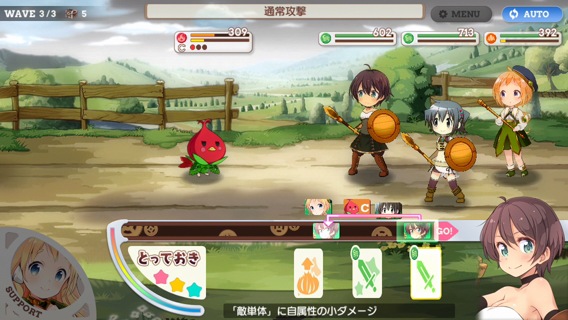 WAVE 3/3 5
通常攻撃
MENU
AUTO
309
C
602
713
392
C
GO!
とっておき
SUPPORT
「敵単体」に自属性の小ダメージ